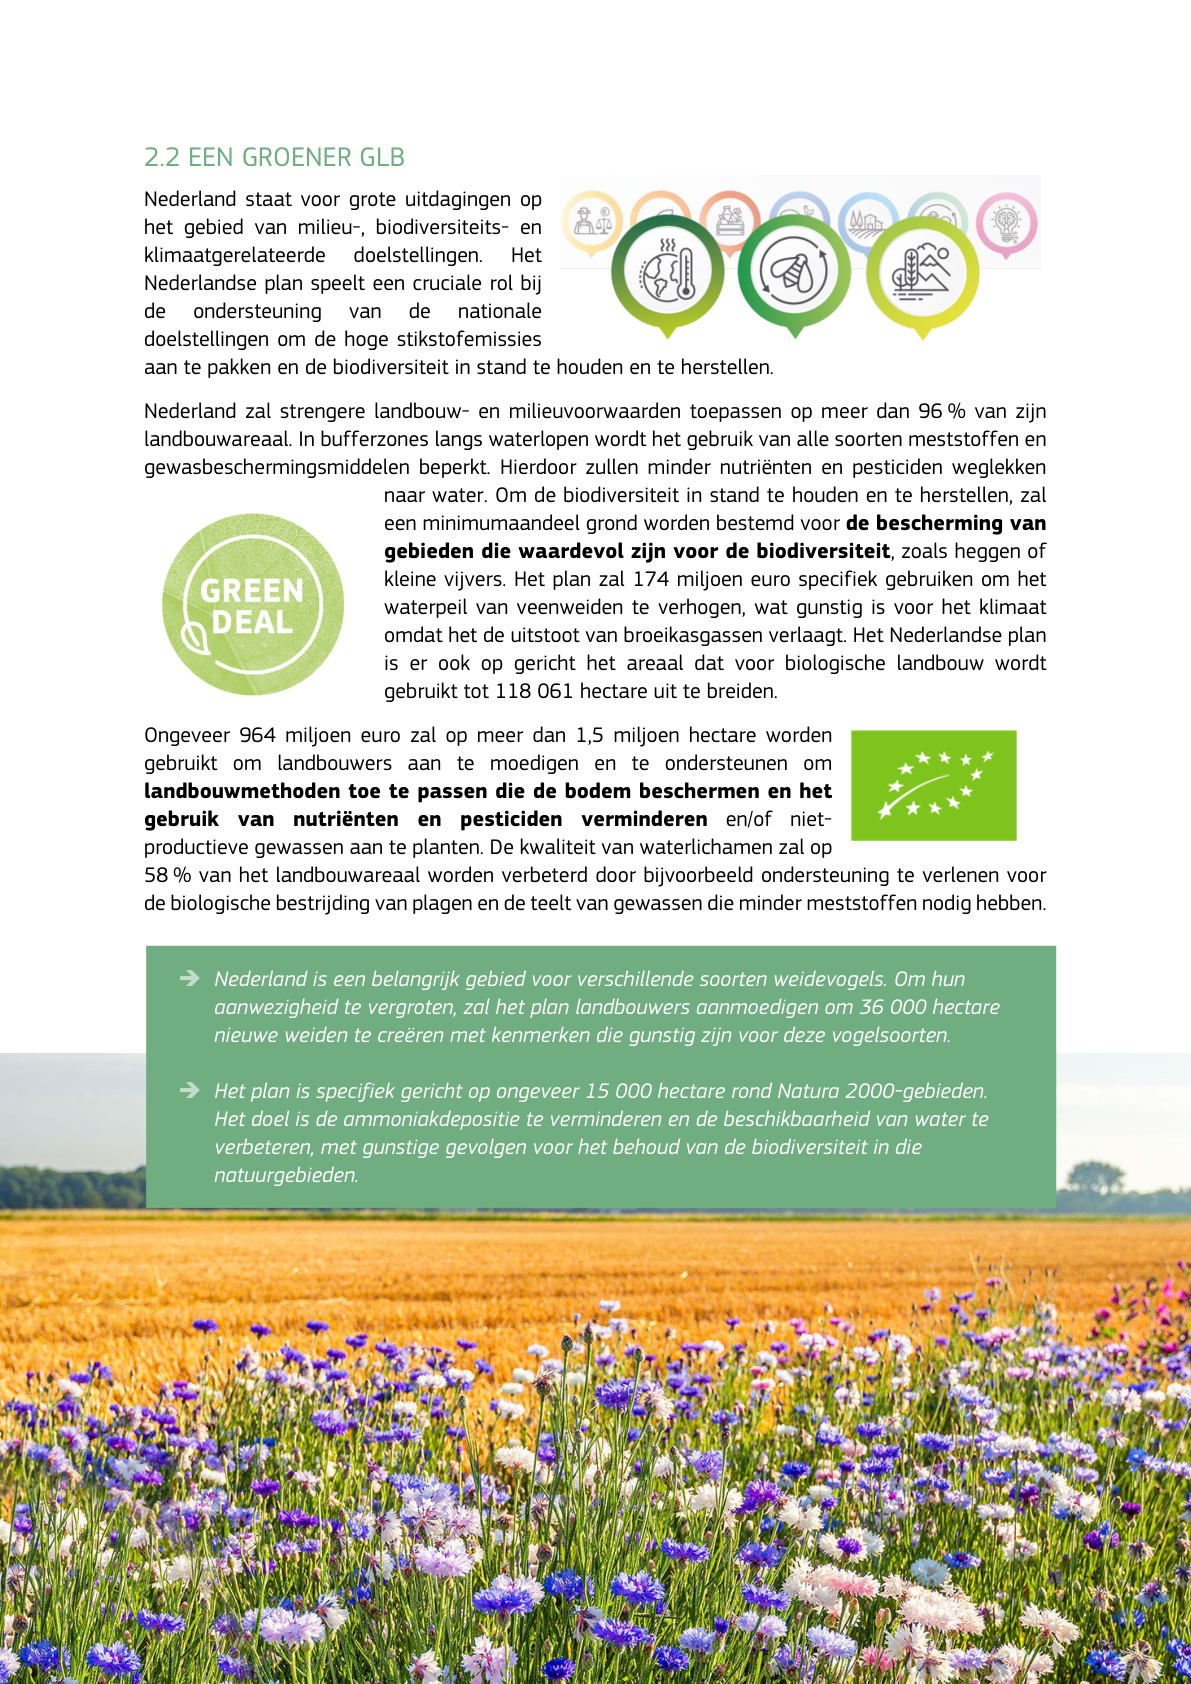 2.2 EEN GROENER GLB
Nederland staat voor grote uitdagingen op
het gebied van milieu-, biodiversiteits- en
klimaatgerelateerde doelstellingen. Het
Nederlandse plan speelt een cruciale rol bij
de ondersteuning van de nationale
doelstellingen om de hoge stikstofemissies
aan te pakken en de biodiversiteit in stand te houden en te herstellen.
Nederland zal strengere landbouw- en milieuvoorwaarden toepassen op meer dan 96 % van zijn
landbouwareaal. In bufferzones langs waterlopen wordt het gebruik van alle soorten meststoffen en
gewasbeschermingsmiddelen beperkt. Hierdoor zullen minder nutriënten en pesticiden weglekken
naar water. Om de biodiversiteit in stand te houden en te herstellen, zal
een minimumaandeel grond worden bestemd voor de bescherming van
gebieden die waardevol zijn voor de biodiversiteit, zoals heggen of
kleine vijvers. Het plan zal 174 miljoen euro specifiek gebruiken om het
waterpeil van veenweiden te verhogen, wat gunstig is voor het klimaat
omdat het de uitstoot van broeikasgassen verlaagt. Het Nederlandse plan
is er ook op gericht het areaal dat voor biologische landbouw wordt
gebruikt tot 118 061 hectare uit te breiden.
GREEN
DEAL
Ongeveer 964 miljoen euro zal op meer dan 1,5 miljoen hectare worden
gebruikt om landbouwers aan te moedigen en te ondersteunen om
landbouwmethoden toe te passen die de bodem beschermen en het
gebruik van nutriënten en pesticiden verminderen en/of niet-
productieve gewassen aan te planten. De kwaliteit van waterlichamen zal op
58 % van het landbouwareaal worden verbeterd door bijvoorbeeld ondersteuning te verlenen voor
de biologische bestrijding van plagen en de teelt van gewassen die minder meststoffen nodig hebben.
➔ Nederland is een belangrijk gebied voor verschillende soorten weidevogels. Om hun
aanwezigheid te vergroten, zal het plan landbouwers aanmoedigen om 36 000 hectare
nieuwe weiden te creëren met kenmerken die gunstig zijn voor deze vogelsoorten.
➔ Het plan is specifiek gericht op ongeveer 15 000 hectare rond Natura 2000-gebieden.
Het doel is de ammoniakdepositie te verminderen en de beschikbaarheid van water te
verbeteren, met gunstige gevolgen voor het behoud van de biodiversiteit in die
natuurgebieden.